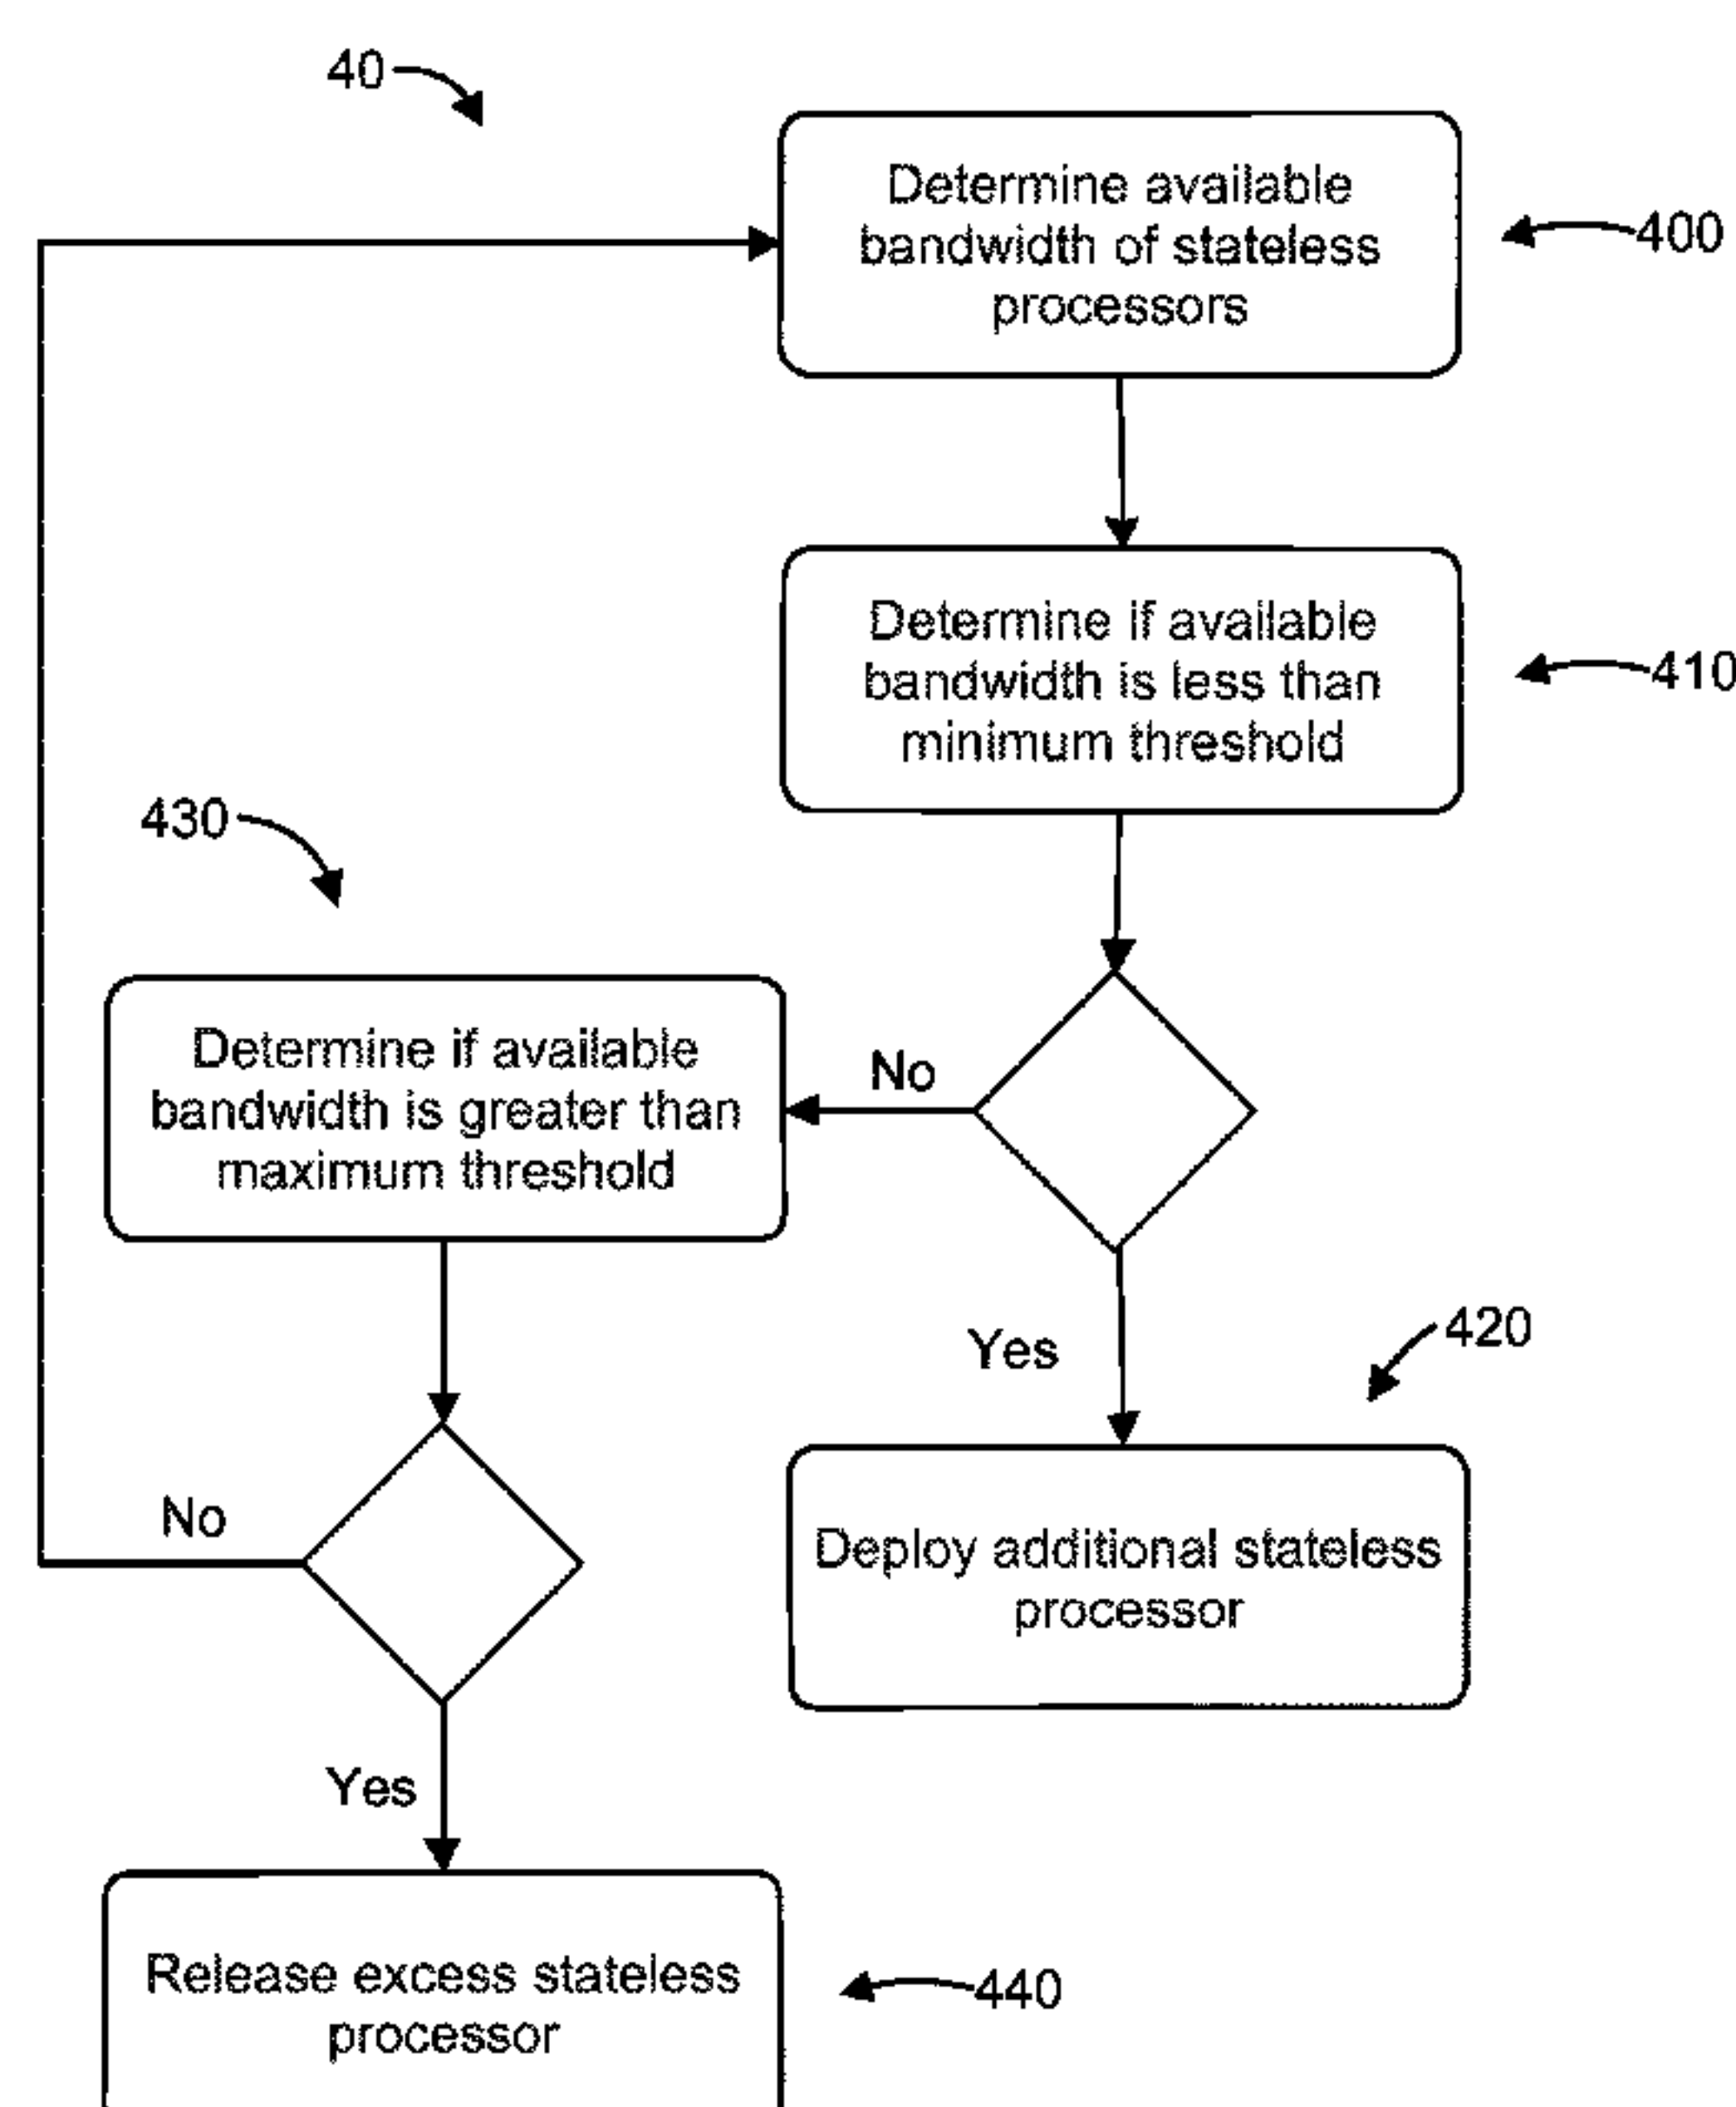 40
Determine available
bandwidth of stateless
processors
400
Determine if available
bandwidth is less than
minimum threshold
410
430
Determine if available
bandwidth is greater than
maximum threshold
No
Yes
420
Deploy additional stateless
processor
No
Yes
Release excess stateless
processor
440